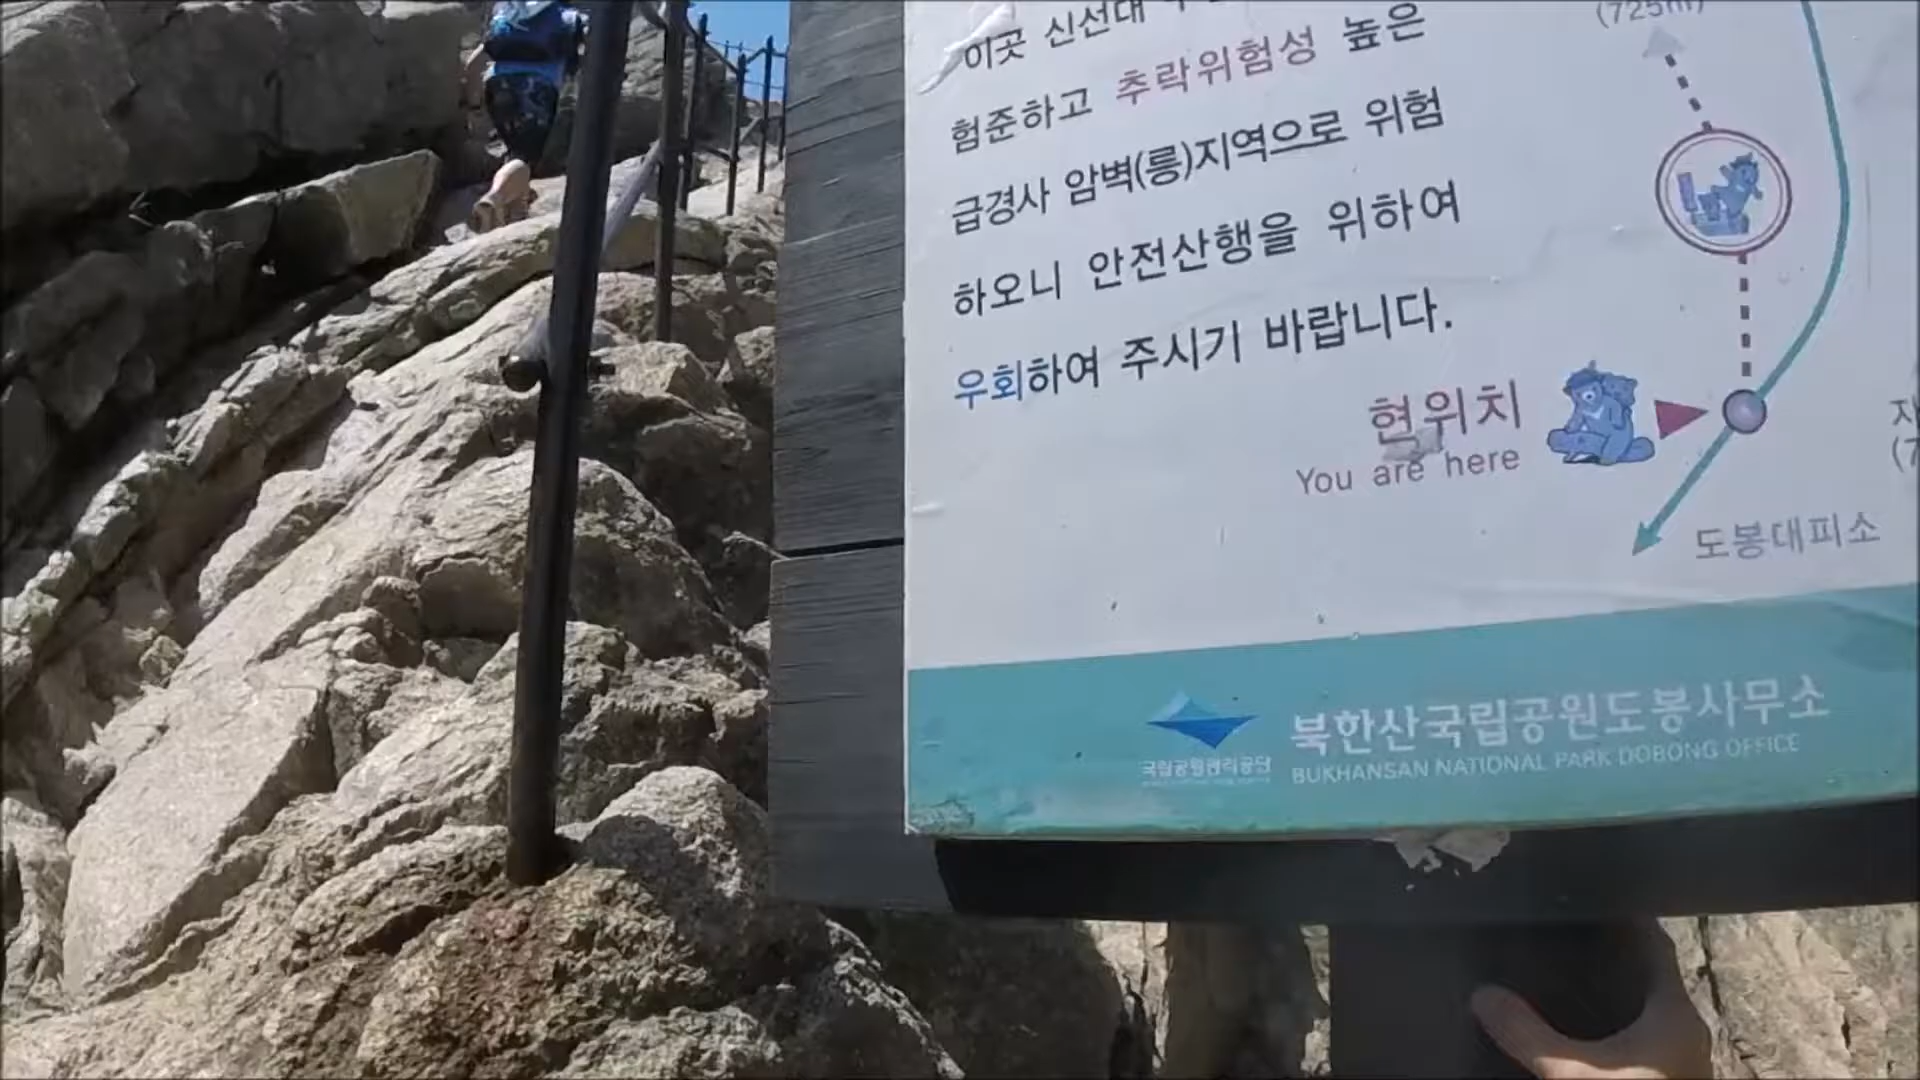 이곳 신선대
(725m)
험준하고 추락위험성 높은
급경사 암벽(릉)지역으로 위험
하오니 안전산행을 위하여
우회하여 주시기 바랍니다.
현위치
You are here
도봉대피소
국립공원관리공단
북한산국립공원도봉사무소
BUKHANSAN NATIONAL PARK DOBONG OFFICE